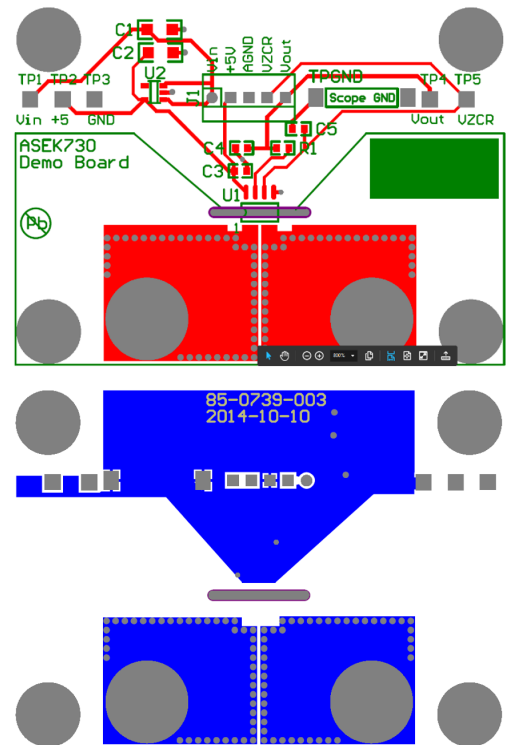 C1
C2
U2
TP1 TP2 TP3
Vin +5 GND
J1
Vin
+5V
AGND
VZCR
Vout
TPGND
Scope GND
TP4 TP5
Vout VZCR
C5
C4
R1
C3
U1
1
ASEK730
Demo Board
Pb
300%
85-0739-003
2014-10-10